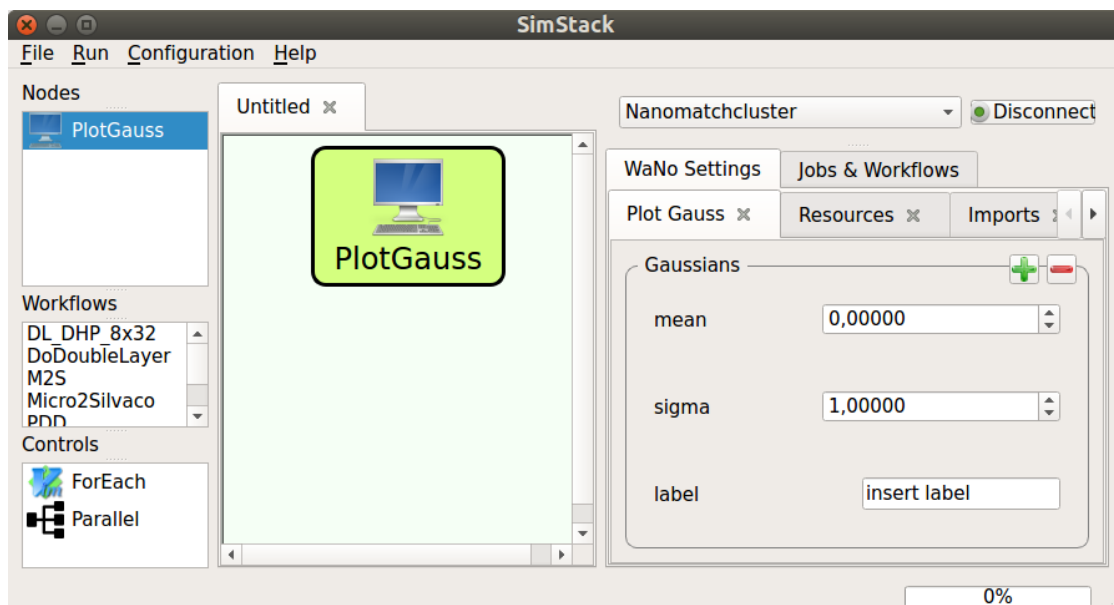 SimStack
File Run Configuration Help
Nodes
PlotGauss
Workflows
DL_DHP_8x32
DoDoubleLayer
M2S
Micro2Silvaco
PDD
Controls
ForEach
Parallel
Untitled
PlotGauss
Nanomatchcluster
Disconnect
WaNo Settings Jobs & Workflows
Plot Gauss Resources Imports
Gaussians
mean 0,00000
sigma 1,00000
label insert label
0%